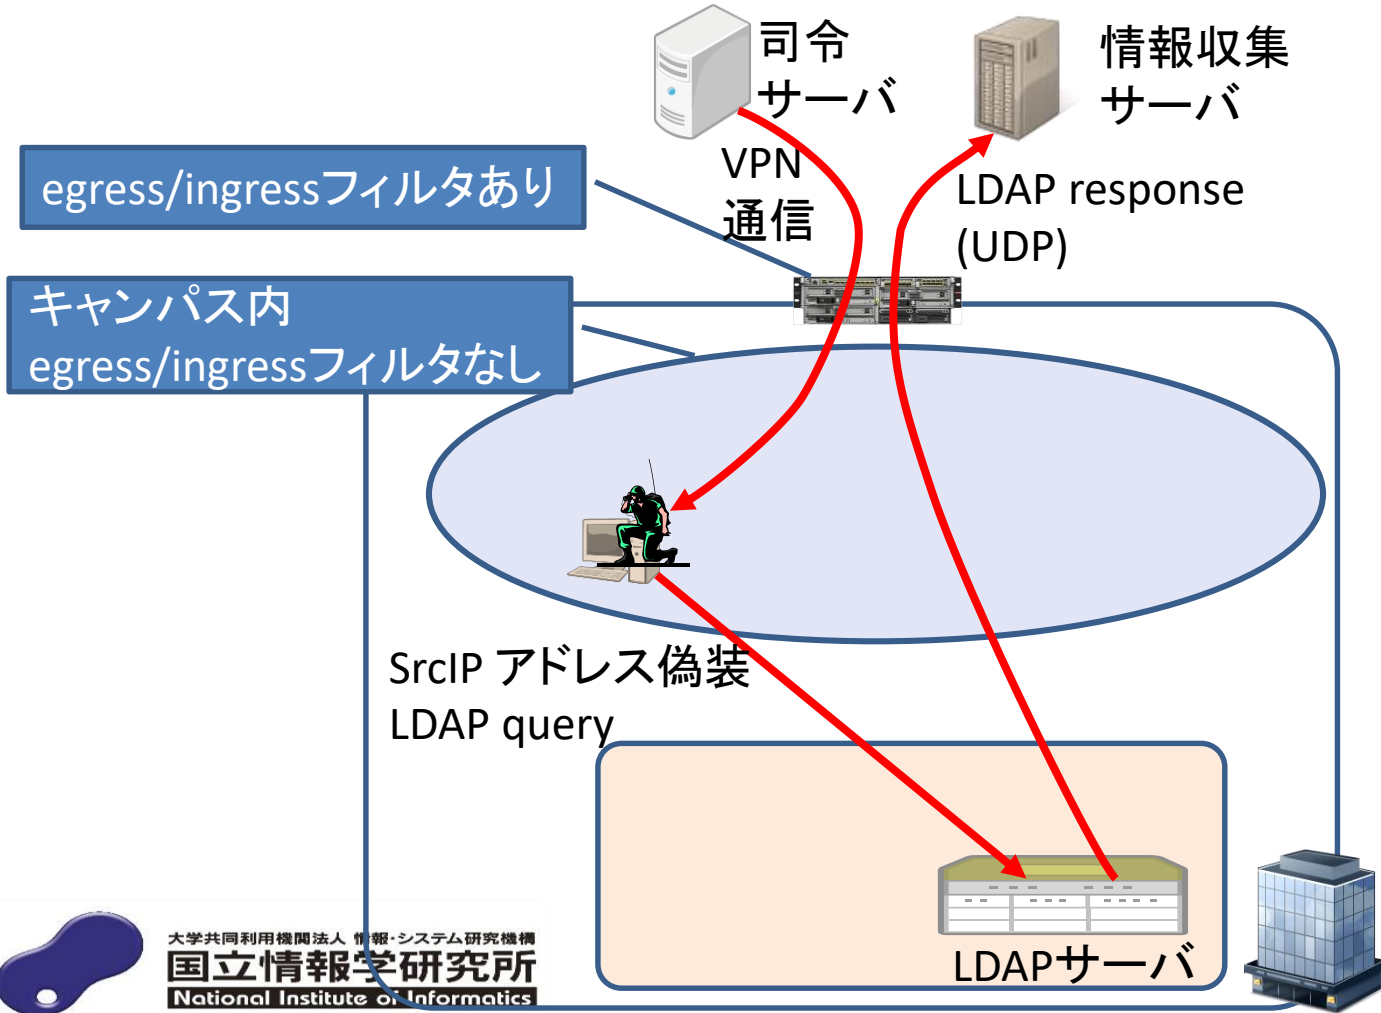 司令
サーバ
情報収集
サーバ
egress/ingressフィルタあり
VPN
通信
LDAP response
(UDP)
キャンパス内
egress/ingressフィルタなし
SrcIP アドレス偽装
LDAP query
LDAPサーバ
大学共同利用機関法人 情報・システム研究機構
国立情報学研究所
National Institute of Informatics